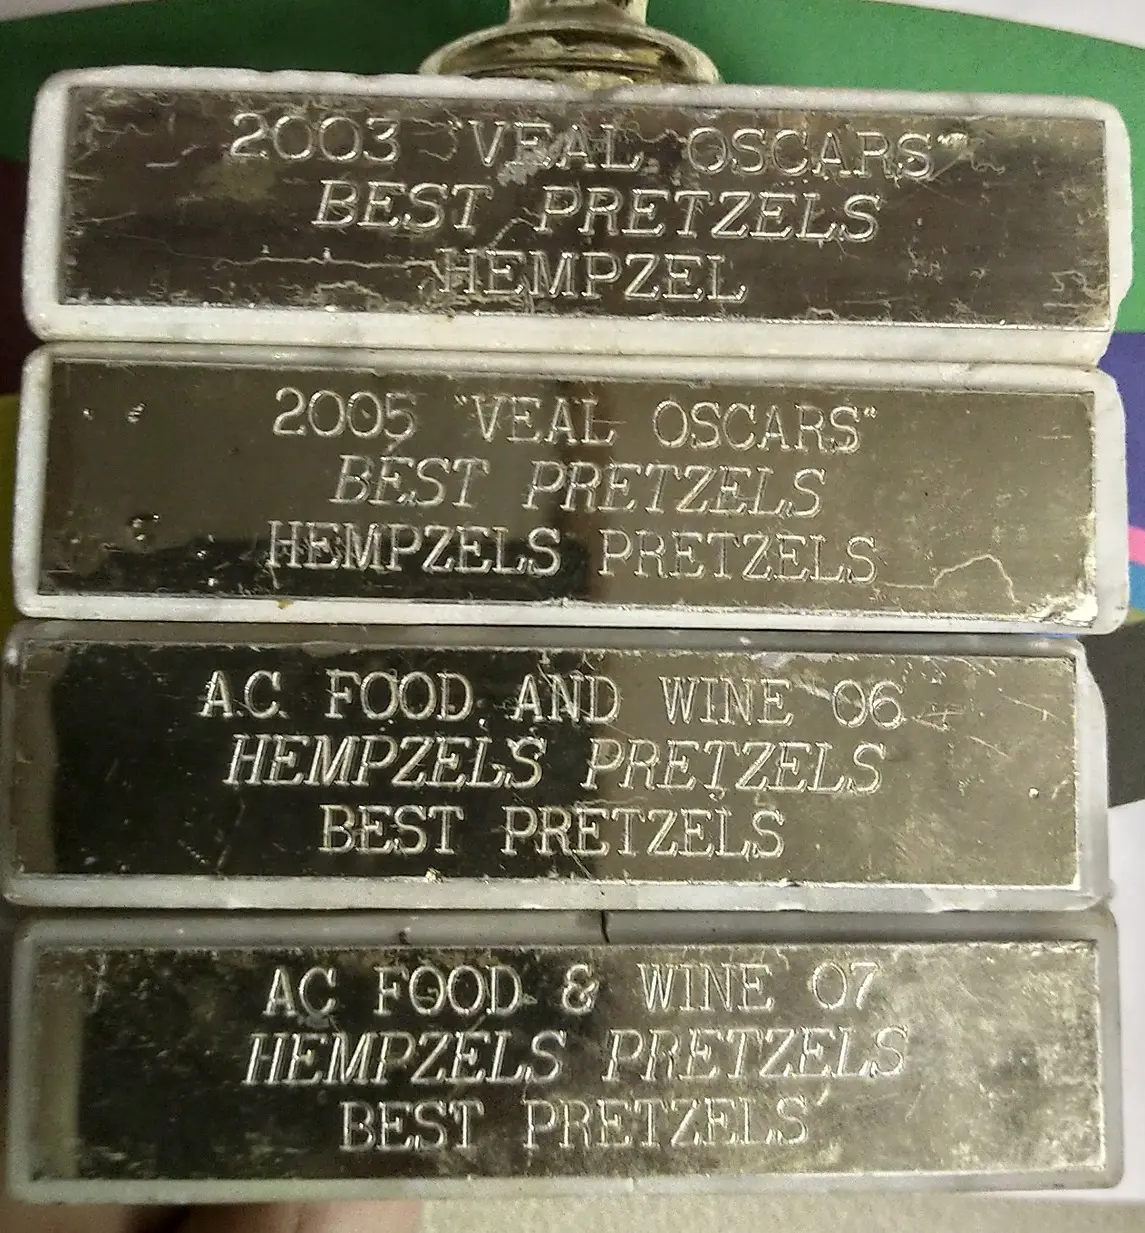 2003 "VEAL OSCARS"
BEST PRETZELS
HEMPZEL
2005 "VEAL OSCARS"
BEST PRETZELS
HEMPZELS PRETZELS
A.C. FOOD AND WINE 06
HEMPZELS PRETZELS
BEST PRETZELS
AC FOOD & WINE 07
HEMPZELS PRETZELS
BEST PRETZELS